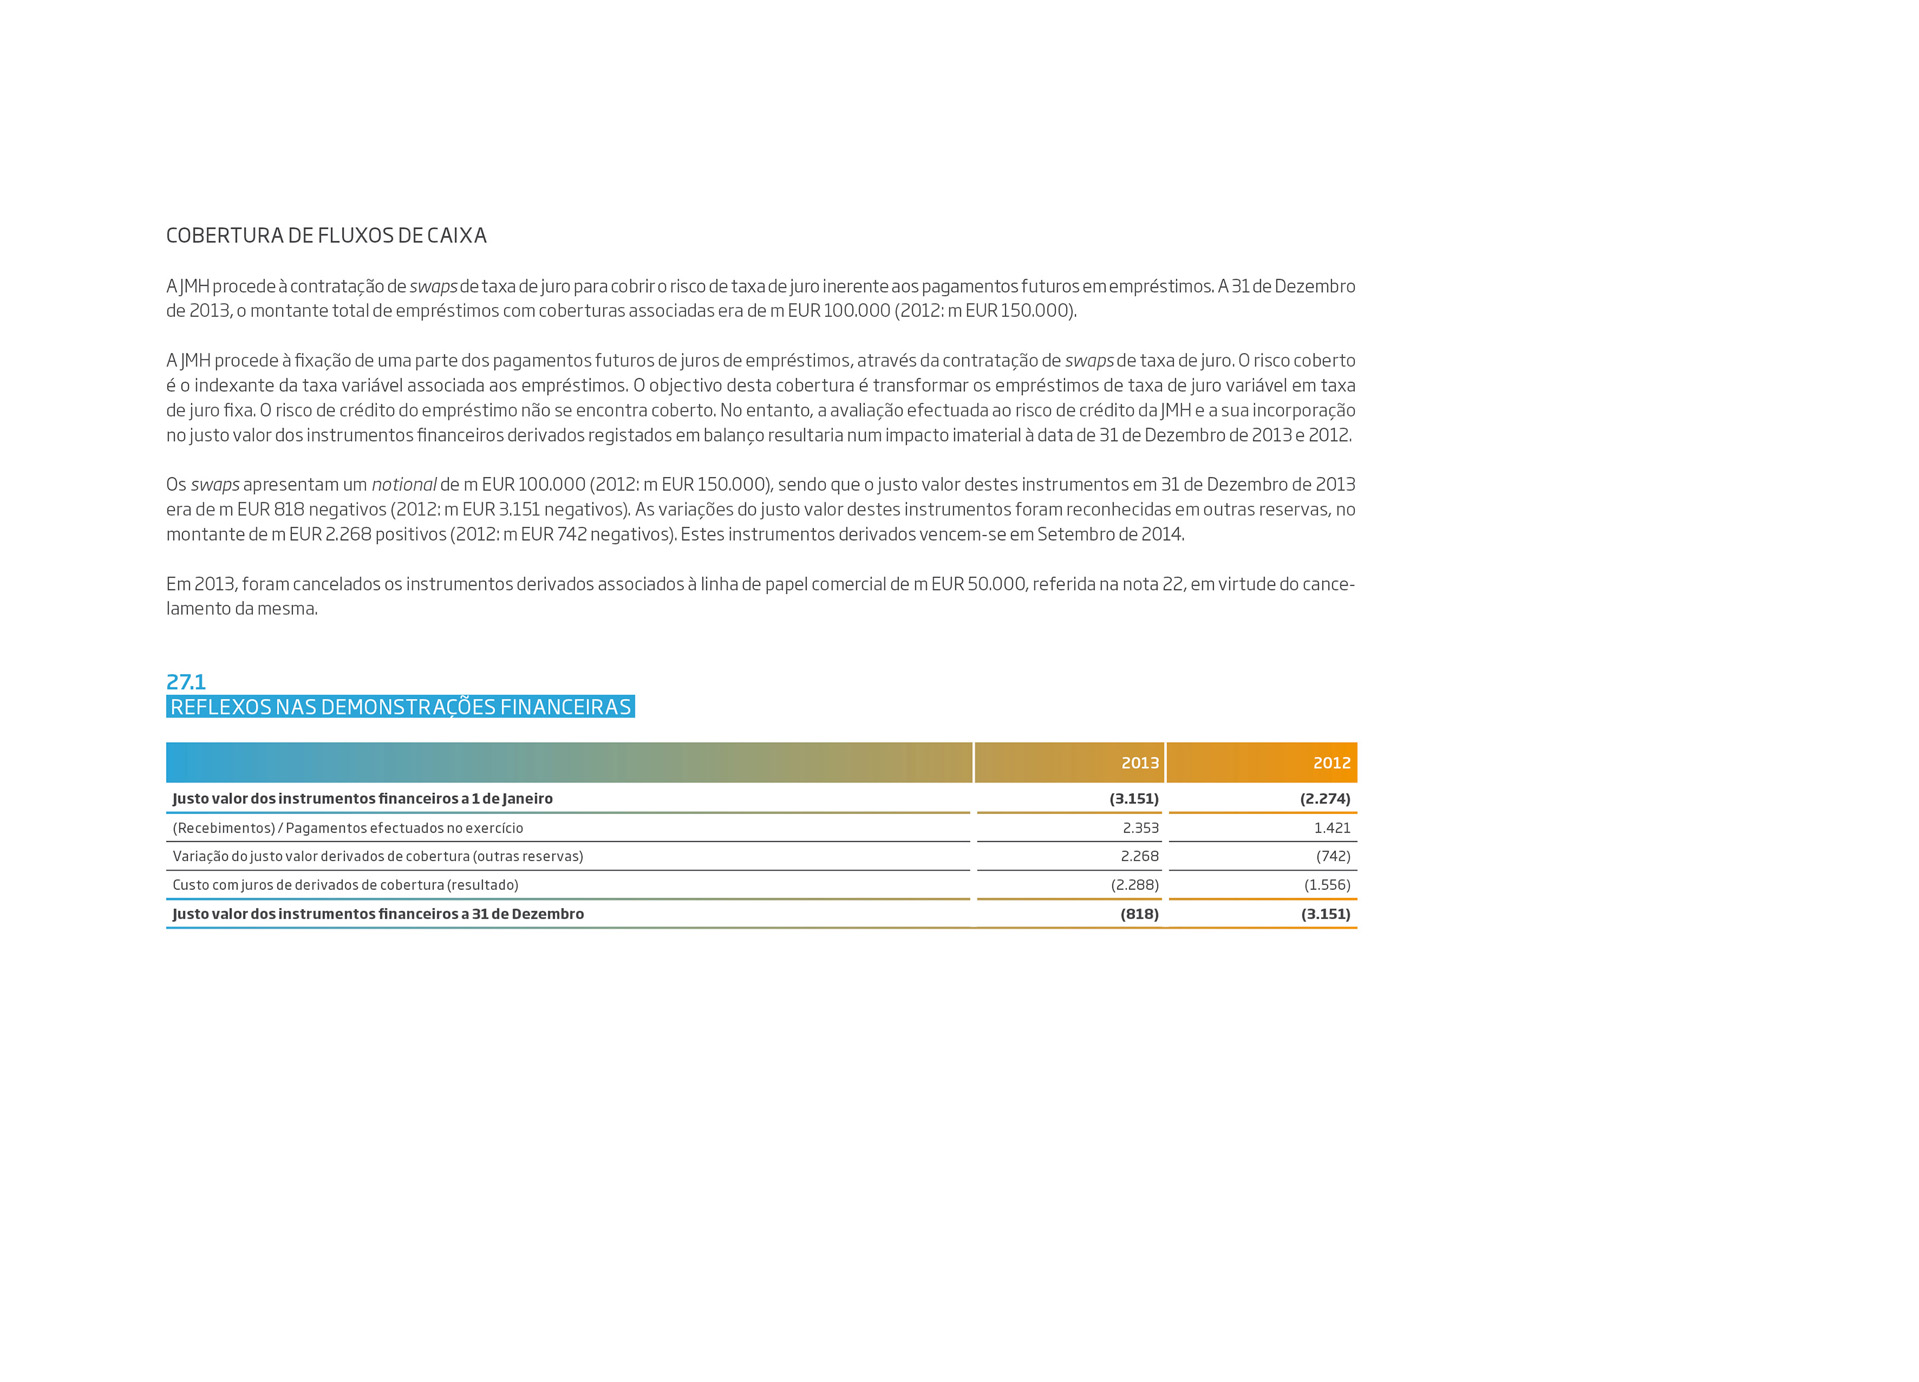 COBERTURA DE FLUXOS DE CAIXA
A JMH procede à contratação de swaps de taxa de juro para cobrir o risco de taxa de juro inerente aos pagamentos futuros em empréstimos. A 31 de Dezembro
de 2013, o montante total de empréstimos com coberturas associadas era de m EUR 100.000 (2012: m EUR 150.000).
A JMH procede à fixação de uma parte dos pagamentos futuros de juros de empréstimos, através da contratação de swaps de taxa de juro. O risco coberto
é o indexante da taxa variável associada aos empréstimos. O objectivo desta cobertura é transformar os empréstimos de taxa de juro variável em taxa
de juro fixa. O risco de crédito do empréstimo não se encontra coberto. No entanto, a avaliação efectuada ao risco de crédito da JMH e a sua incorporação
no justo valor dos instrumentos financeiros derivados registados em balanço resultaria num impacto imaterial à data de 31 de Dezembro de 2013 e 2012.
Os swaps apresentam um notional de m EUR 100.000 (2012: m EUR 150.000), sendo que o justo valor destes instrumentos em 31 de Dezembro de 2013
era de m EUR 818 negativos (2012: m EUR 3.151 negativos). As variações do justo valor destes instrumentos foram reconhecidas em outras reservas, no
montante de m EUR 2.268 positivos (2012: m EUR 742 negativos). Estes instrumentos derivados vencem-se em Setembro de 2014.
Em 2013, foram cancelados os instrumentos derivados associados à linha de papel comercial de m EUR 50.000, referida na nota 22, em virtude do cance-
lamento da mesma.
27.1
REFLEXOS NAS DEMONSTRAÇÕES FINANCEIRAS
2013 2012
Justo valor dos instrumentos financeiros a 1 de Janeiro (3.151) (2.274)
(Recebimentos) / Pagamentos efectuados no exercício 2.353 1.421
Variação do justo valor derivados de cobertura (outras reservas) 2.268 (742)
Custo com juros de derivados de cobertura (resultado) (2.288) (1.556)
Justo valor dos instrumentos financeiros a 31 de Dezembro (818) (3.151)